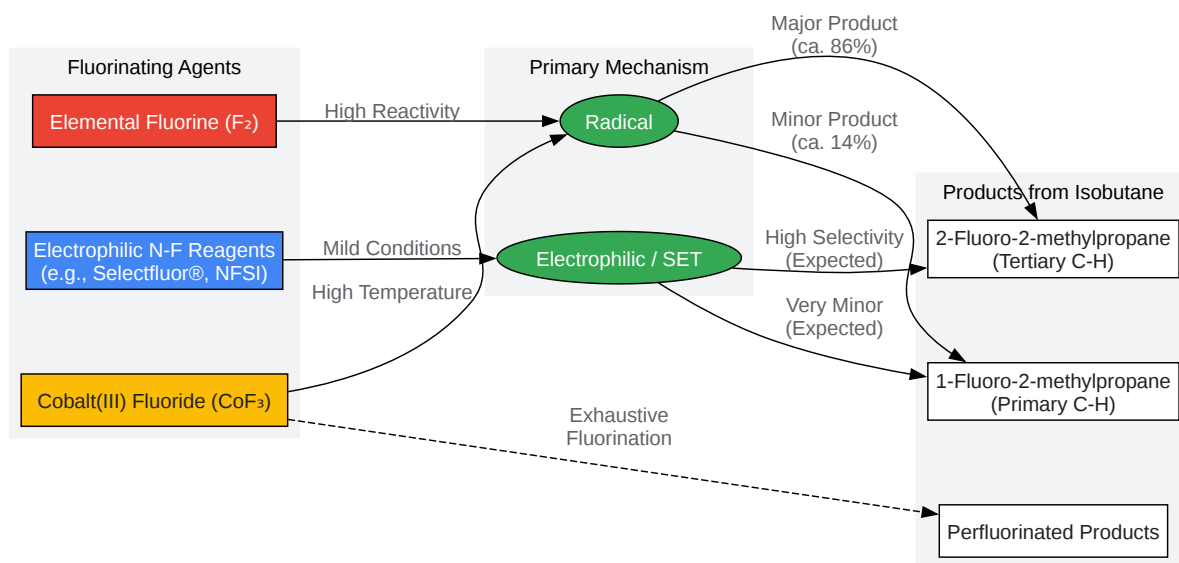 Fluorinating Agents
Elemental Fluorine (F₂)
Electrophilic N-F Reagents
(e.g., Selectfluor®, NFSI)
Cobalt(III) Fluoride (CoF₃)
High Reactivity
Mild Conditions
High Temperature
Primary Mechanism
Radical
Electrophilic / SET
Exhaustive
Fluorination
Major Product
(ca. 86%)
Minor Product
(ca. 14%)
High Selectivity
(Expected)
Very Minor
(Expected)
Products from Isobutane
2-Fluoro-2-methylpropane
(Tertiary C-H)
1-Fluoro-2-methylpropane
(Primary C-H)
Perfluorinated Products